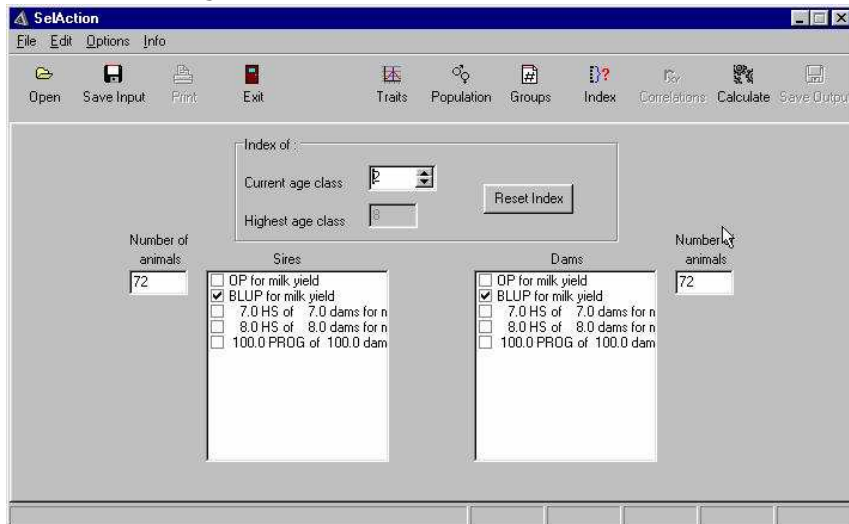 SelAction
File Edit Options Info
Open Save Input Print Exit Traits Population Groups Index Correlations Calculate Save Outpu
Index of :
Current age class 2
Reset Index
Highest age class 8
Number of animals
72
Sires
OP for milk yield
BLUP for milk yield
7.0 HS of 7.0 dams for n
8.0 HS of 8.0 dams for n
100.0 PROG of 100.0 dam
Dams
OP for milk yield
BLUP for milk yield
7.0 HS of 7.0 dams for n
8.0 HS of 8.0 dams for n
100.0 PROG of 100.0 dam
Number of animals
72